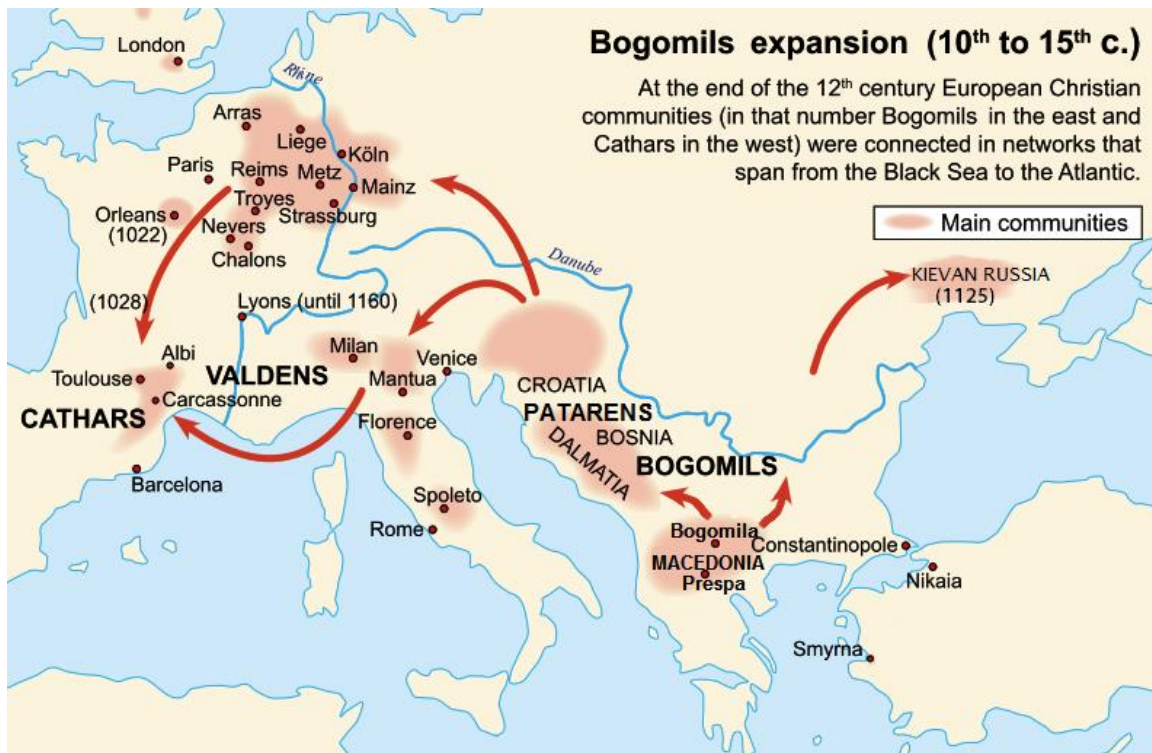 Bogomils expansion (10th to 15th c.)
At the end of the 12th century European Christian
communities (in that number Bogomils in the east and
Cathars in the west) were connected in networks that
span from the Black Sea to the Atlantic.
Main communities
London
Rhine
Arras
Liege
Köln
Paris
Reims
Metz
Mainz
Troyes
Orleans
(1022)
Strassburg
Nevers
Chalons
Danube
KIEVAN RUSSIA
(1125)
(1028)
Lyons (until 1160)
Milan
Albi
Venice
Toulouse
VALDENS
Mantua
CROATIA
Carcassonne
CATHARS
PATARENS
Florence
BOSNIA
DALMATIA
BOGOMILS
Barcelona
Spoleto
Rome
Bogomila
Constantinopole
MACEDONIA
Prespa
Nikaia
Smyrna